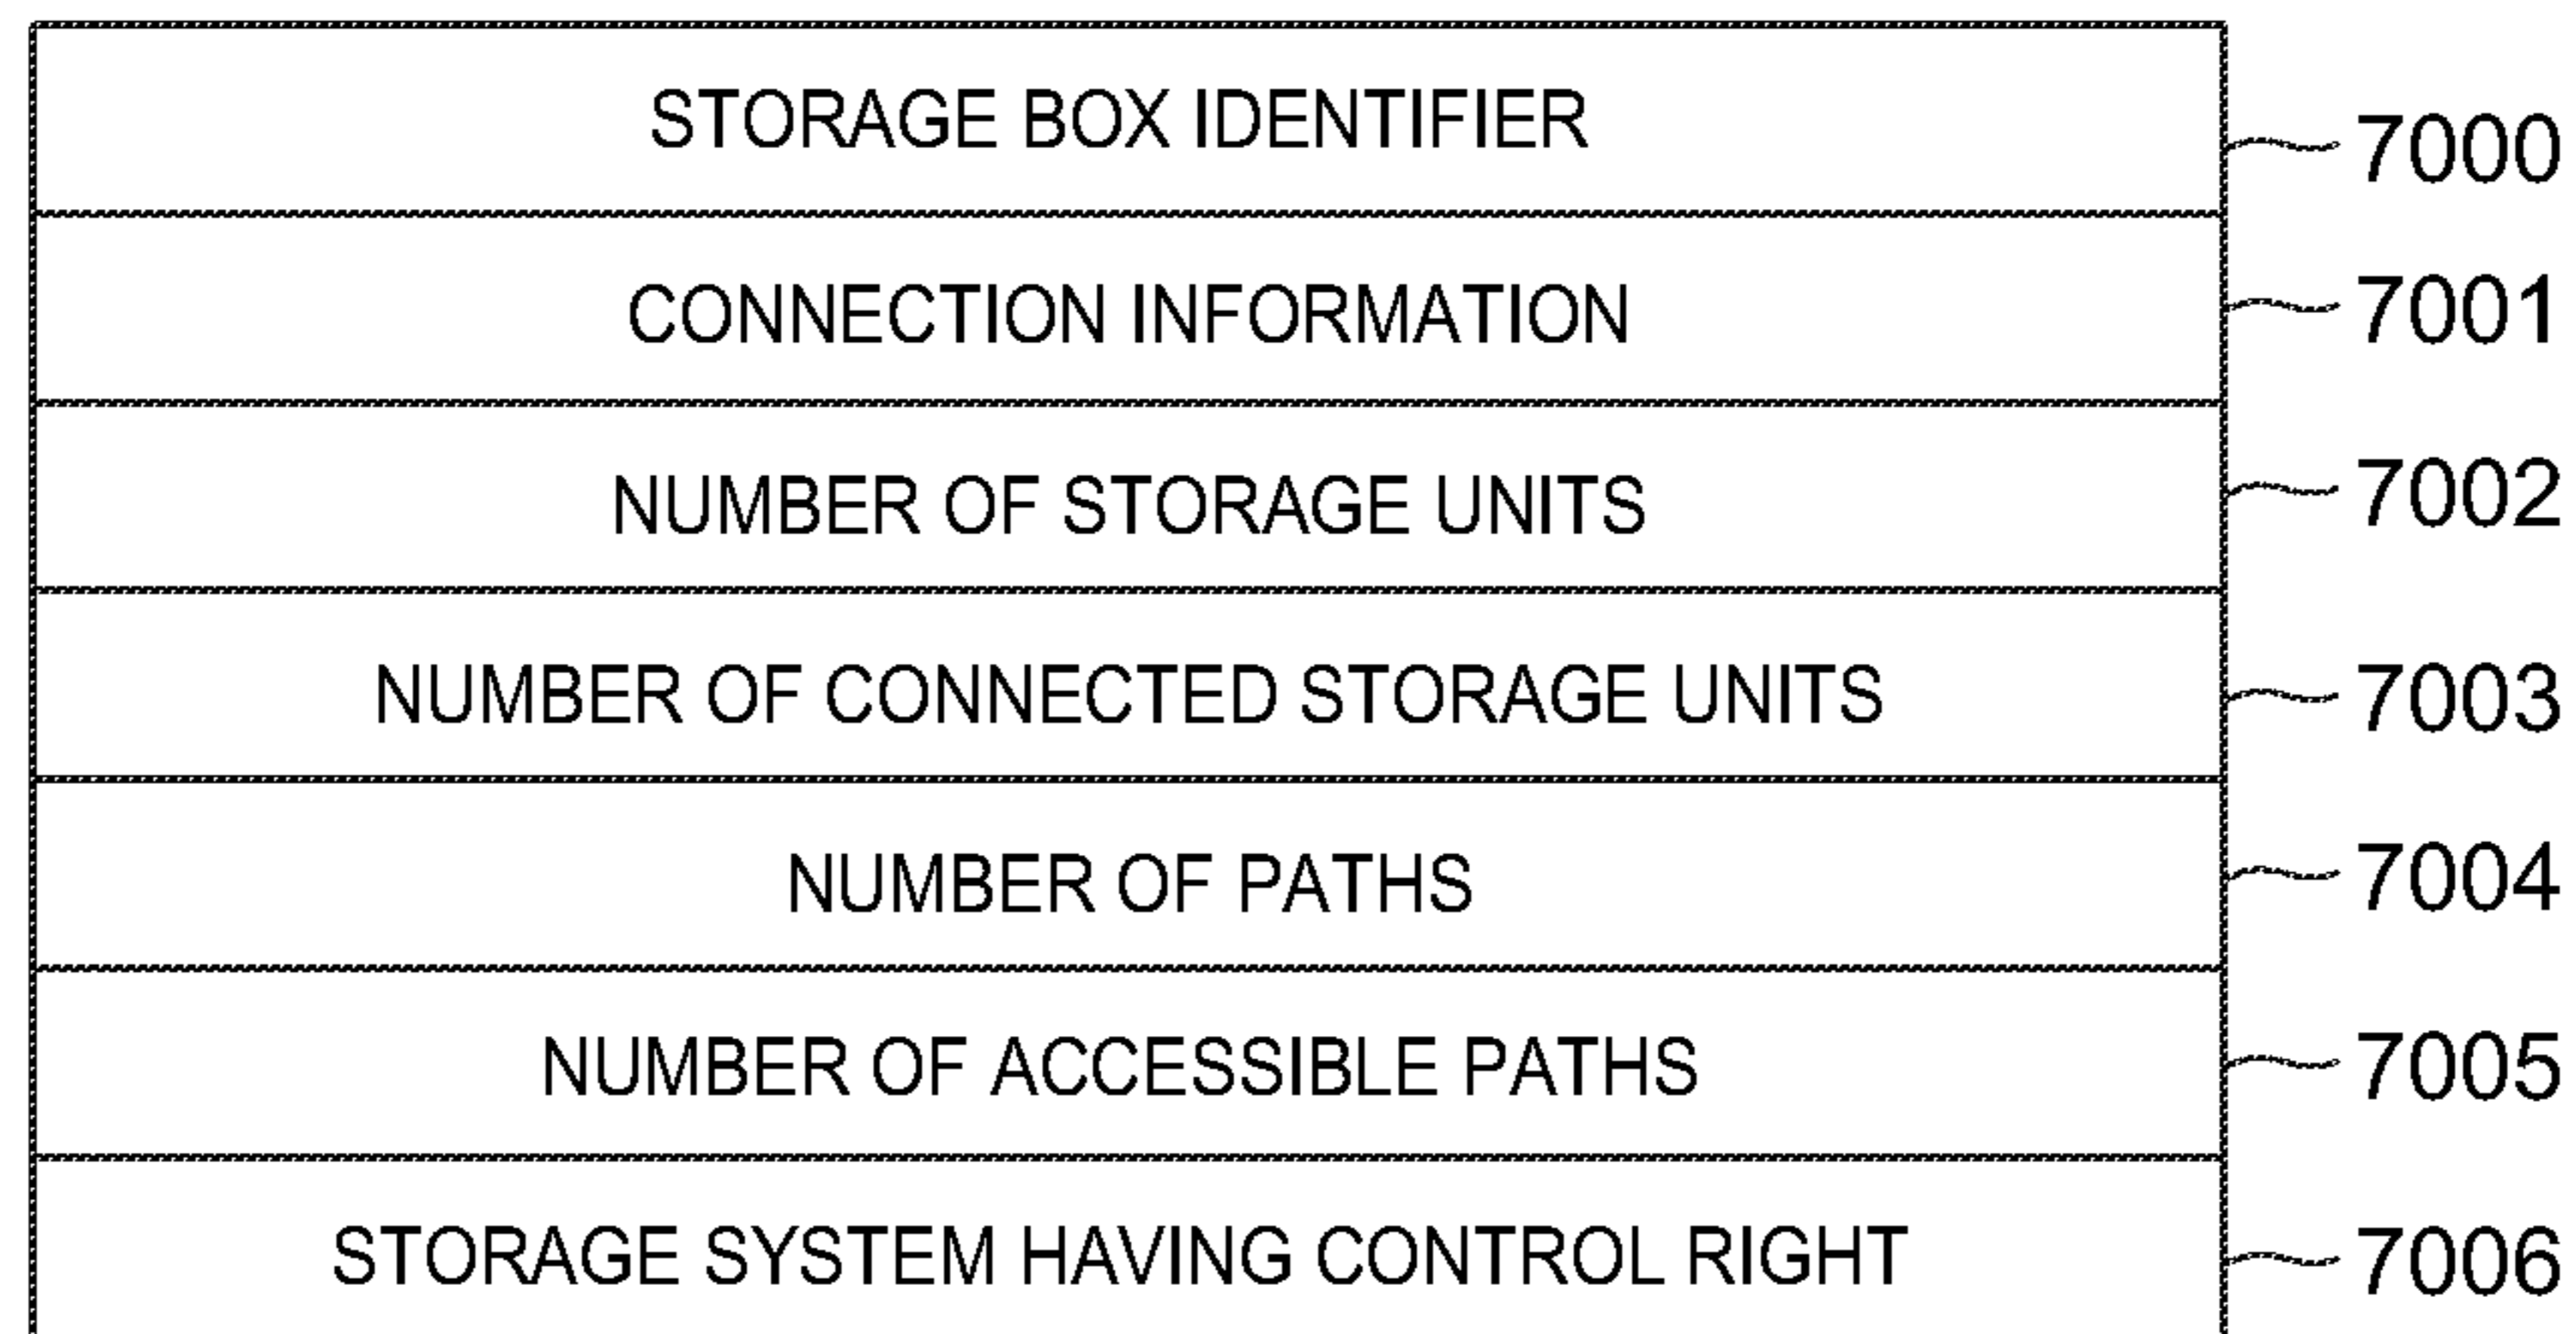 STORAGE BOX IDENTIFIER 7000
CONNECTION INFORMATION 7001
NUMBER OF STORAGE UNITS 7002
NUMBER OF CONNECTED STORAGE UNITS 7003
NUMBER OF PATHS 7004
NUMBER OF ACCESSIBLE PATHS 7005
STORAGE SYSTEM HAVING CONTROL RIGHT 7006